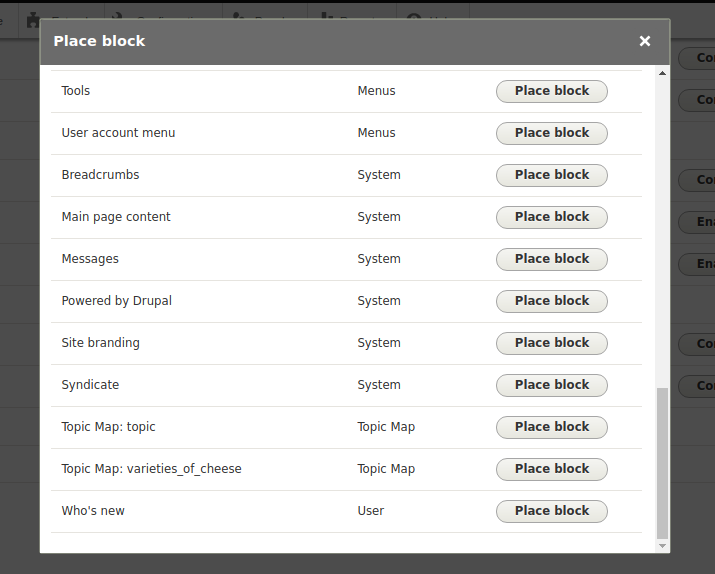 Place block ×
Tools Menus Place block
User account menu Menus Place block
Breadcrumbs System Place block
Main page content System Place block
Messages System Place block
Powered by Drupal System Place block
Site branding System Place block
Syndicate System Place block
Topic Map: topic Topic Map Place block
Topic Map: varieties_of_cheese Topic Map Place block
Who's new User Place block